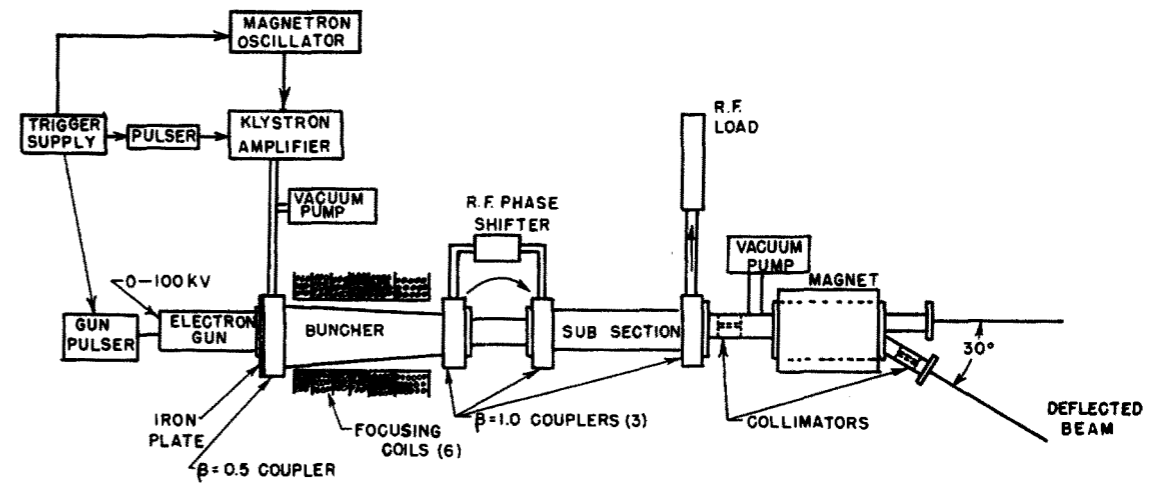 MAGNETRON
OSCILLATOR
TRIGGER
SUPPLY
PULSER
KLYSTRON
AMPLIFIER
R.F.
LOAD
VACUUM
PUMP
R.F. PHASE
SHIFTER
VACUUM
PUMP
MAGNET
0–100 KV
GUN
PULSER
ELECTRON
GUN
BUNCHER
SUB SECTION
30°
IRON
PLATE
FOCUSING
COILS (6)
β=1.0 COUPLERS (3)
COLLIMATORS
DEFLECTED
BEAM
β=0.5 COUPLER